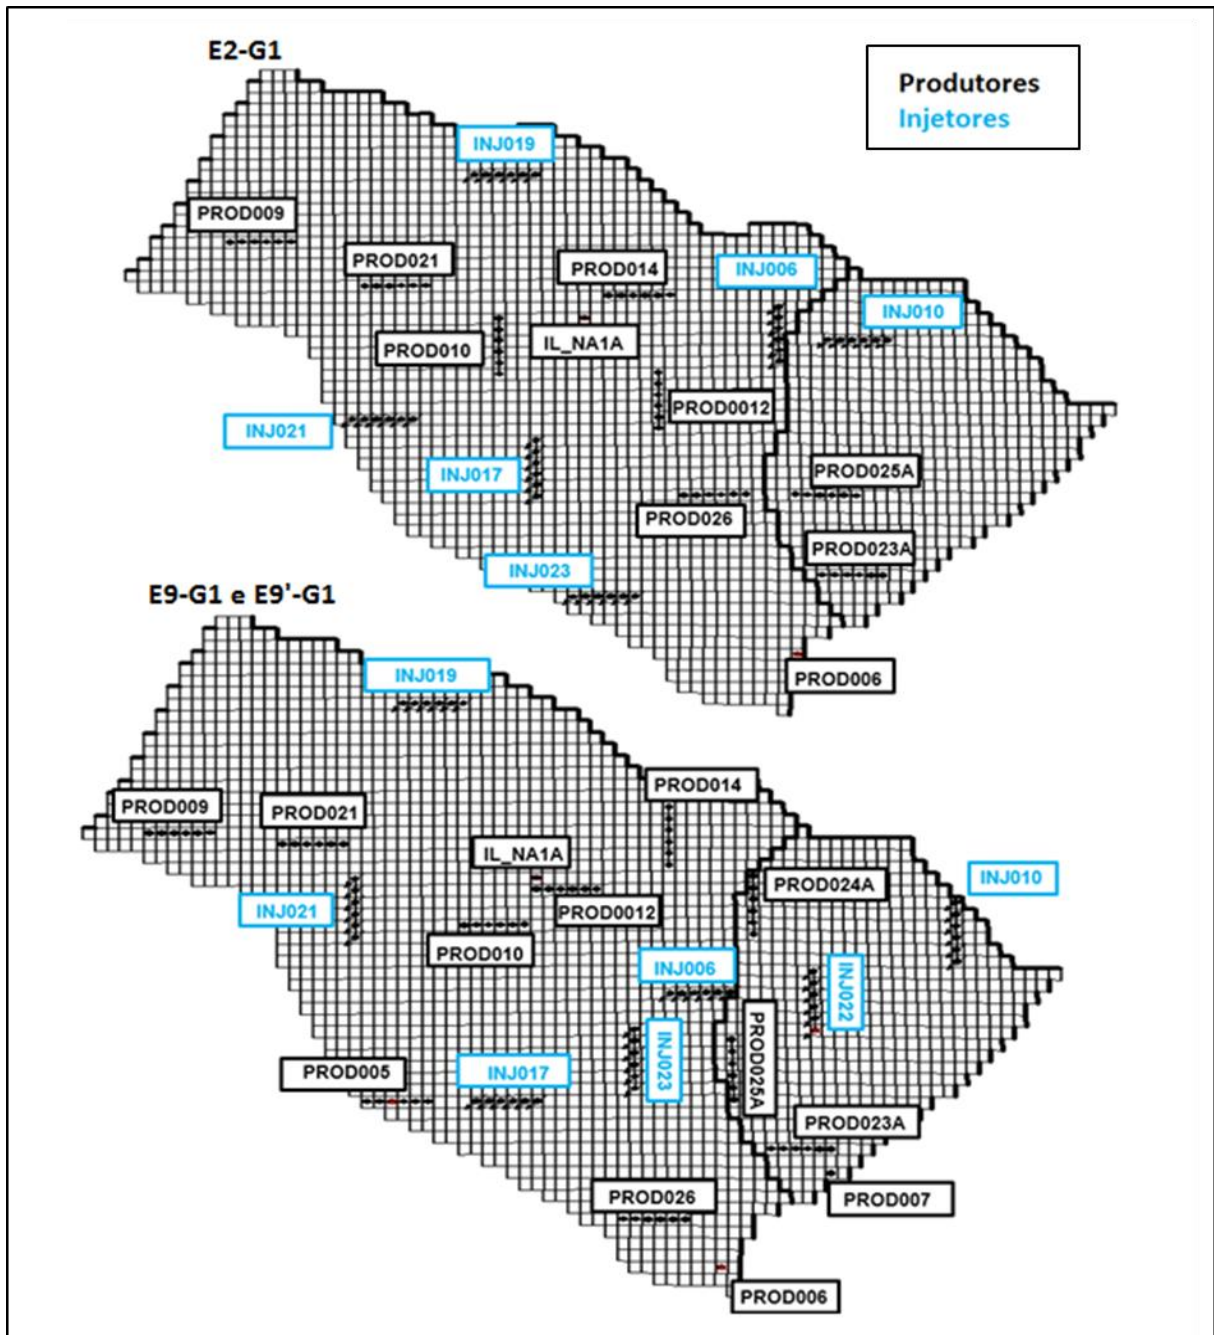 E2-G1
Produtores
Injetores
INJ019
PROD009
PROD021
PROD014
INJ006
INJ010
PROD010
IL_NA1A
PROD0012
INJ021
INJ017
PROD025A
PROD026
PROD023A
INJ023
PROD006
E9-G1 e E9'-G1
INJ019
PROD014
PROD009
PROD021
IL_NA1A
PROD024A
INJ010
INJ021
PROD0012
PROD010
INJ006
INJ022
PROD025A
INJ023
PROD005
INJ017
PROD023A
PROD026
PROD007
PROD006